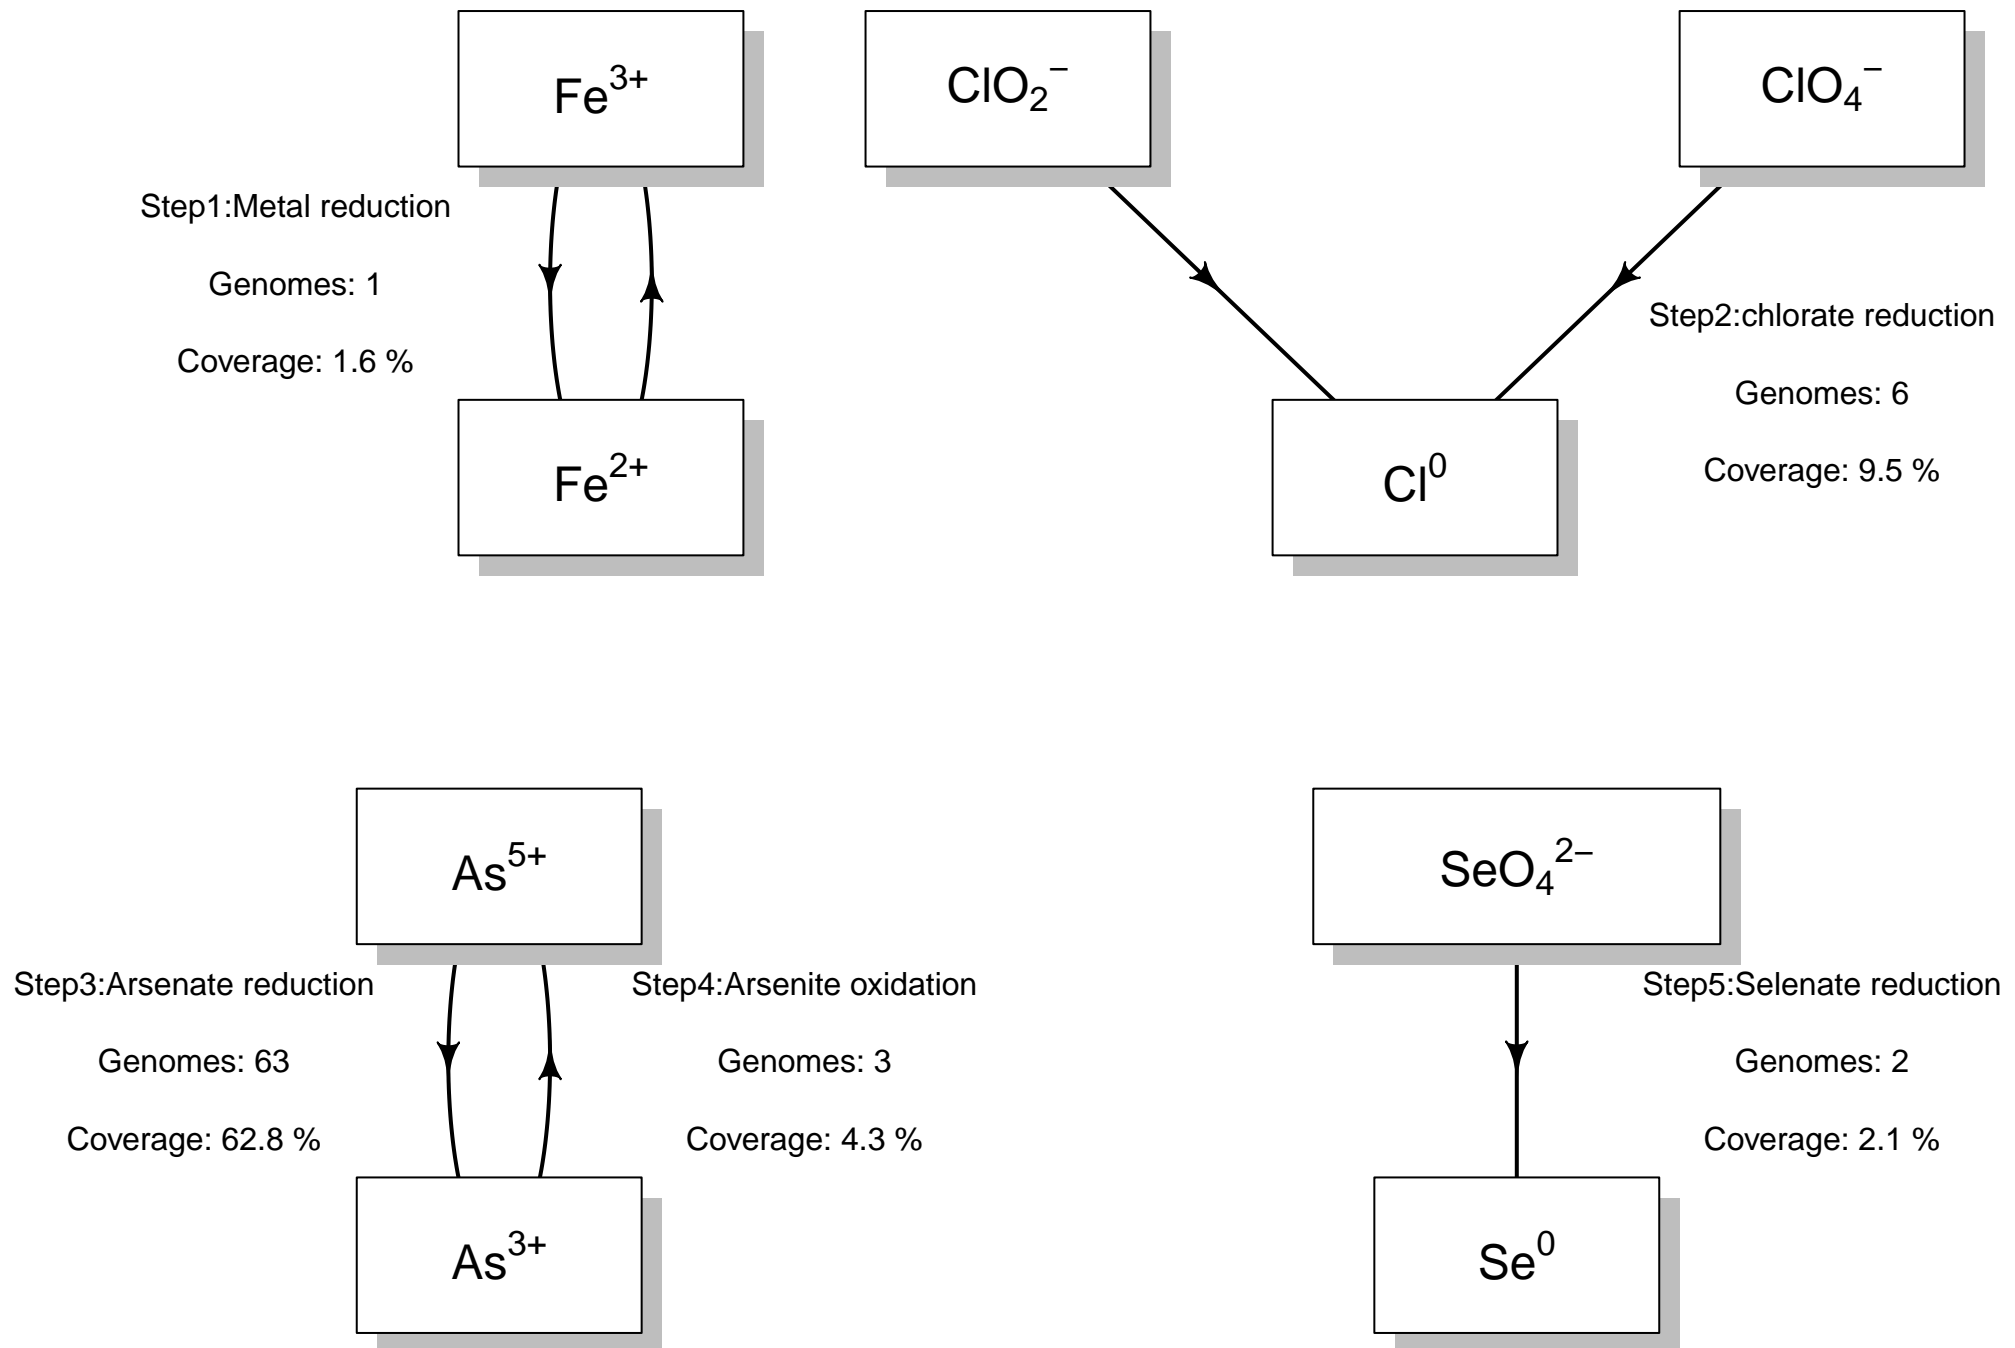 Fe³⁺
ClO₂⁻
ClO₄⁻
Step1:Metal reduction
Genomes: 1
Coverage: 1.6 %
Step2:chlorate reduction
Genomes: 6
Coverage: 9.5 %
Fe²⁺
Cl⁰
As⁵⁺
SeO₄²⁻
Step3:Arsenate reduction
Genomes: 63
Coverage: 62.8 %
Step4:Arsenite oxidation
Genomes: 3
Coverage: 4.3 %
Step5:Selenate reduction
Genomes: 2
Coverage: 2.1 %
As³⁺
Se⁰